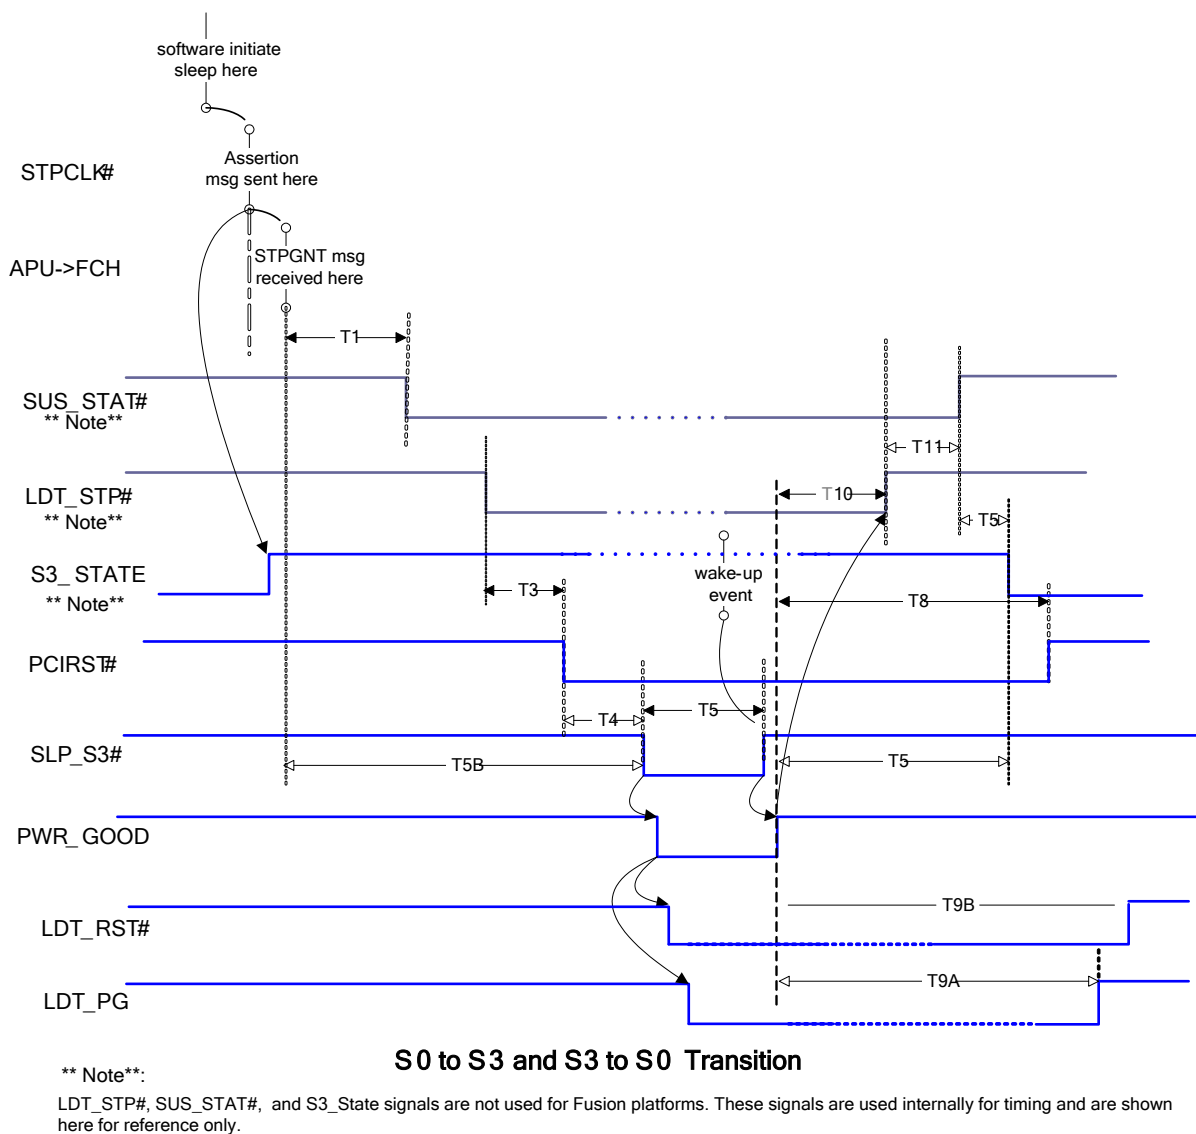 software initiate
sleep here
STPCLK#
Assertion
msg sent here
APU->FCH
STPGNT msg
received here
T1
SUS_STAT#
** Note**
T11
LDT_STP#
** Note**
T10
T5
S3_STATE
** Note**
T3
wake-up
event
T8
PCIRST#
T4
T5
SLP_S3#
T5B
T5
PWR_GOOD
LDT_RST#
T9B
LDT_PG
T9A
S0 to S3 and S3 to S0 Transition
** Note**:
LDT_STP#, SUS_STAT#, and S3_State signals are not used for Fusion platforms. These signals are used internally for timing and are shown
here for reference only.